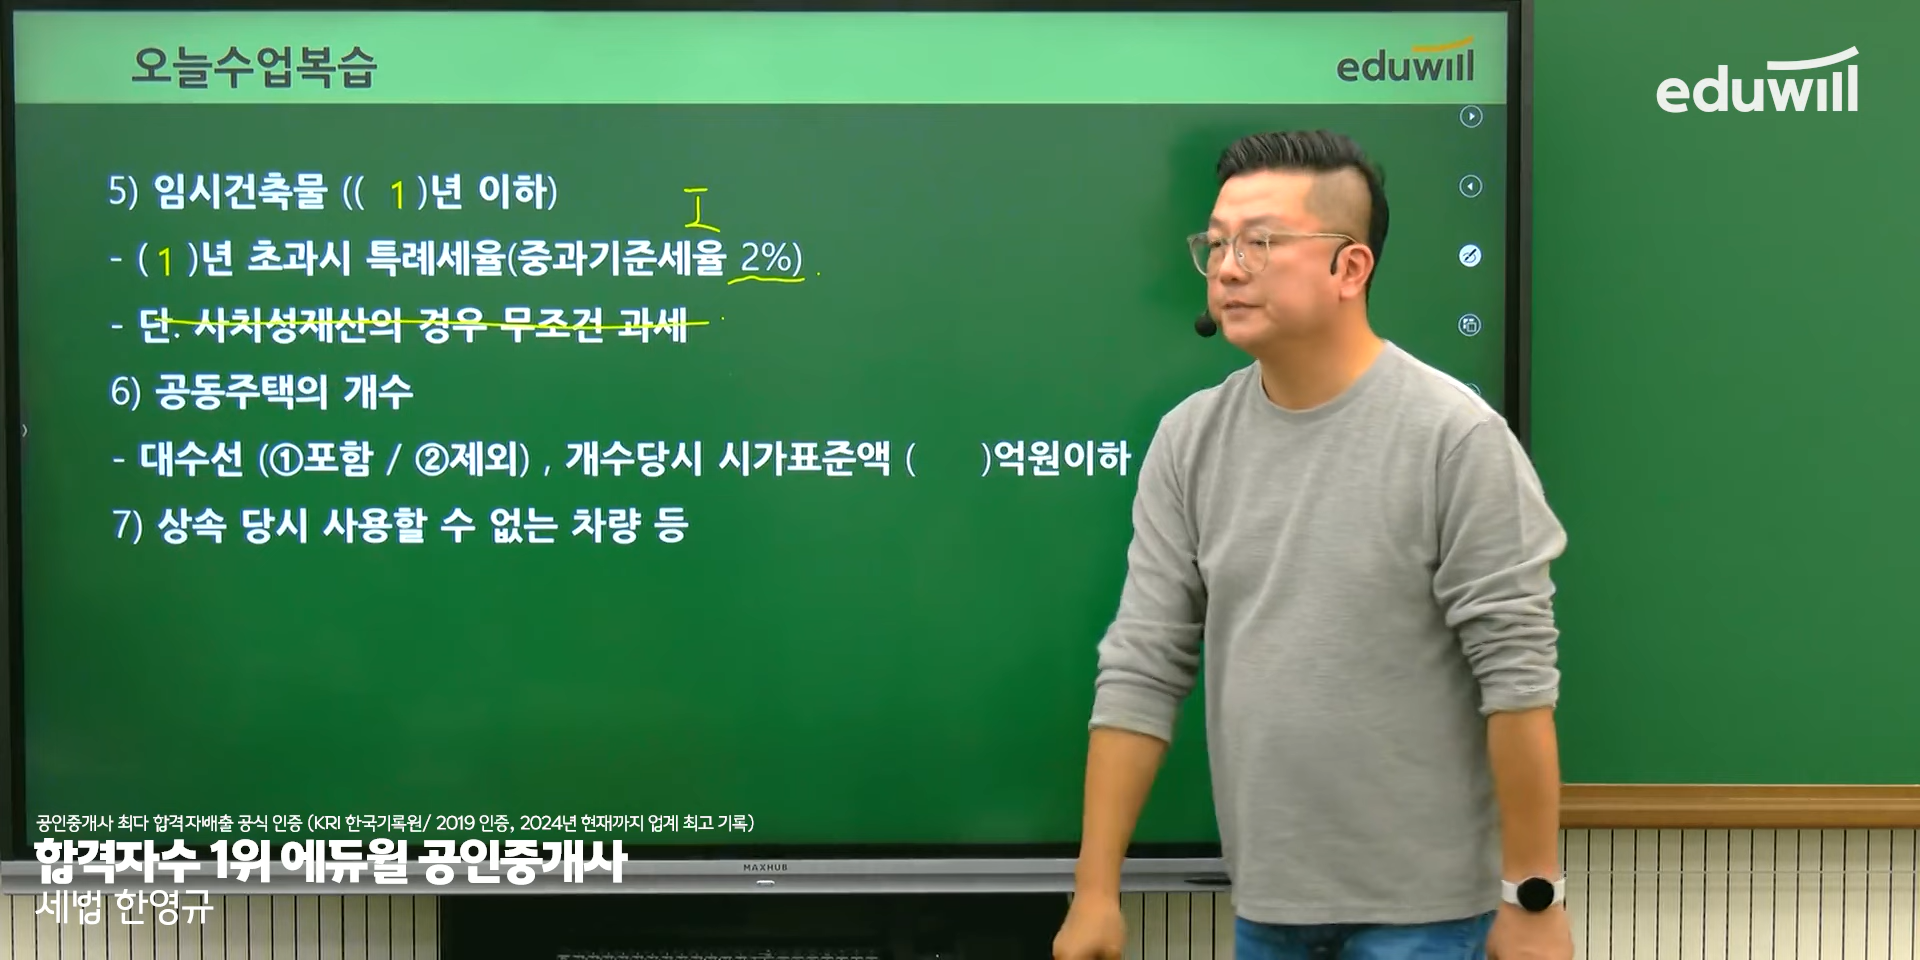 오늘수업복습
eduwill
eduwill
5) 임시건축물 (( 1 )년 이하)
- ( 1 )년 초과시 특례세율(중과기준세율 2%)
- 단. 사치성재산의 경우 무조건 과세
6) 공동주택의 개수
- 대수선 (①포함 / ②제외) , 개수당시 시가표준액 ( )억원이하
7) 상속 당시 사용할 수 없는 차량 등
공인중개사 최다 합격자배출 공식 인증 (KRI 한국기록원/ 2019 인증, 2024년 현재까지 업계 최고 기록)
합격자수 1위 에듀윌 공인중개사
MAXHUB
세법 한영규